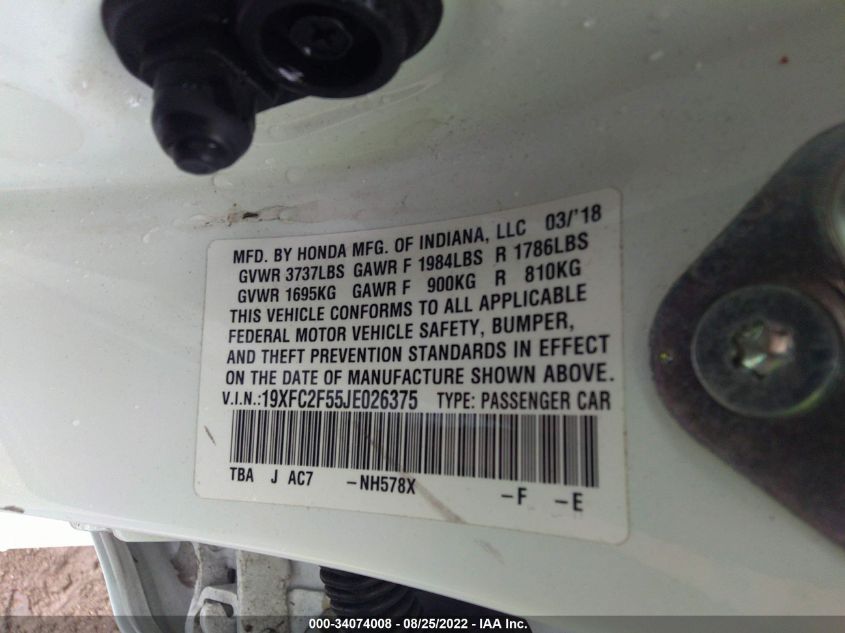 MFD. BY HONDA MFG. OF INDIANA, LLC 03/'18
GVWR 3737LBS GAWR F 1984LBS R 1786LBS
GVWR 1695KG GAWR F 900KG R 810KG
THIS VEHICLE CONFORMS TO ALL APPLICABLE
FEDERAL MOTOR VEHICLE SAFETY, BUMPER,
AND THEFT PREVENTION STANDARDS IN EFFECT
ON THE DATE OF MANUFACTURE SHOWN ABOVE.
V.I.N.:19XFC2F55JE026375 TYPE: PASSENGER CAR
TBA J AC7 -NH578X -F -E
000-34074008 - 08/25/2022 - IAA Inc.